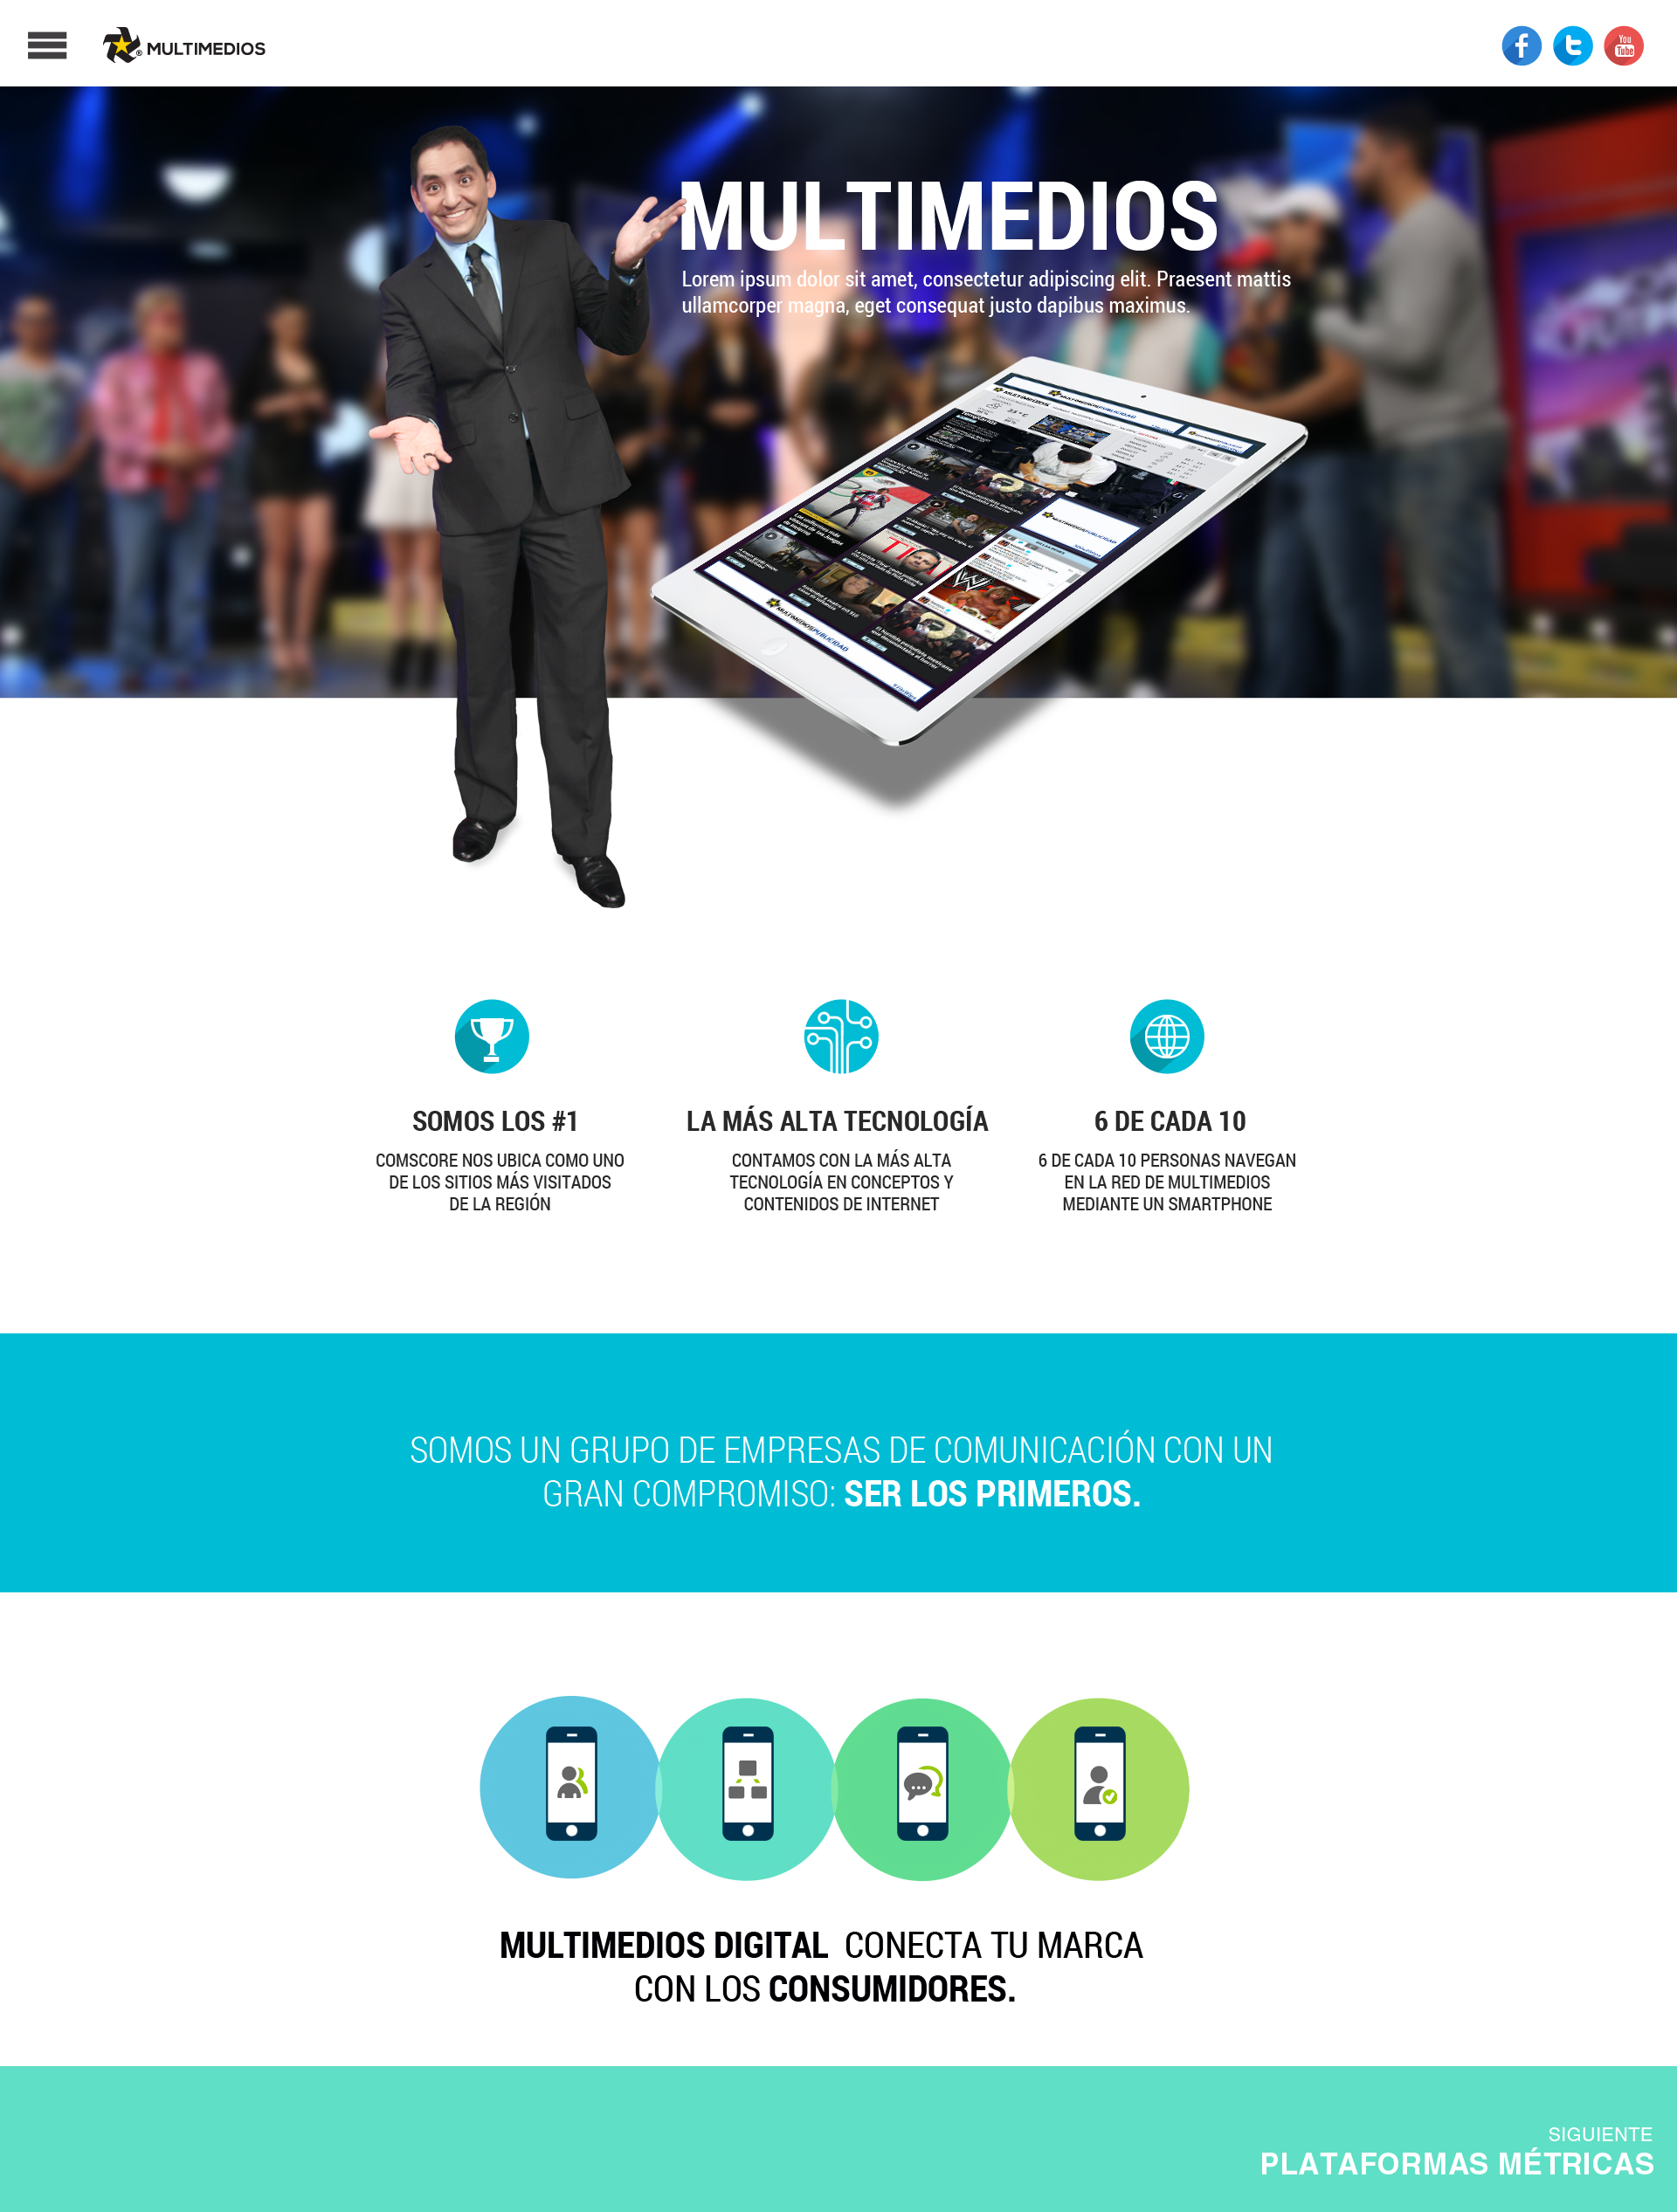 MULTIMEDIOS
You
Tube
MULTIMEDIOS
Lorem ipsum dolor sit amet, consectetur adipiscing elit. Praesent mattis
ullamcorper magna, eget consequat justo dapibus maximus.
MULTIMEDIOS
MULTIMEDIOSPUBLICIDAD
MULTIMEDIOSPUBLICIDAD
MULTIMEDIOSPUBLICIDAD
SOMOS LOS #1
COMSCORE NOS UBICA COMO UNO
DE LOS SITIOS MÁS VISITADOS
DE LA REGIÓN
LA MÁS ALTA TECNOLOGÍA
CONTAMOS CON LA MÁS ALTA
TECNOLOGÍA EN CONCEPTOS Y
CONTENIDOS DE INTERNET
6 DE CADA 10
6 DE CADA 10 PERSONAS NAVEGAN
EN LA RED DE MULTIMEDIOS
MEDIANTE UN SMARTPHONE
SOMOS UN GRUPO DE EMPRESAS DE COMUNICACIÓN CON UN
GRAN COMPROMISO: SER LOS PRIMEROS.
MULTIMEDIOS DIGITAL CONECTA TU MARCA
CON LOS CONSUMIDORES.
SIGUIENTE
PLATAFORMAS MÉTRICAS